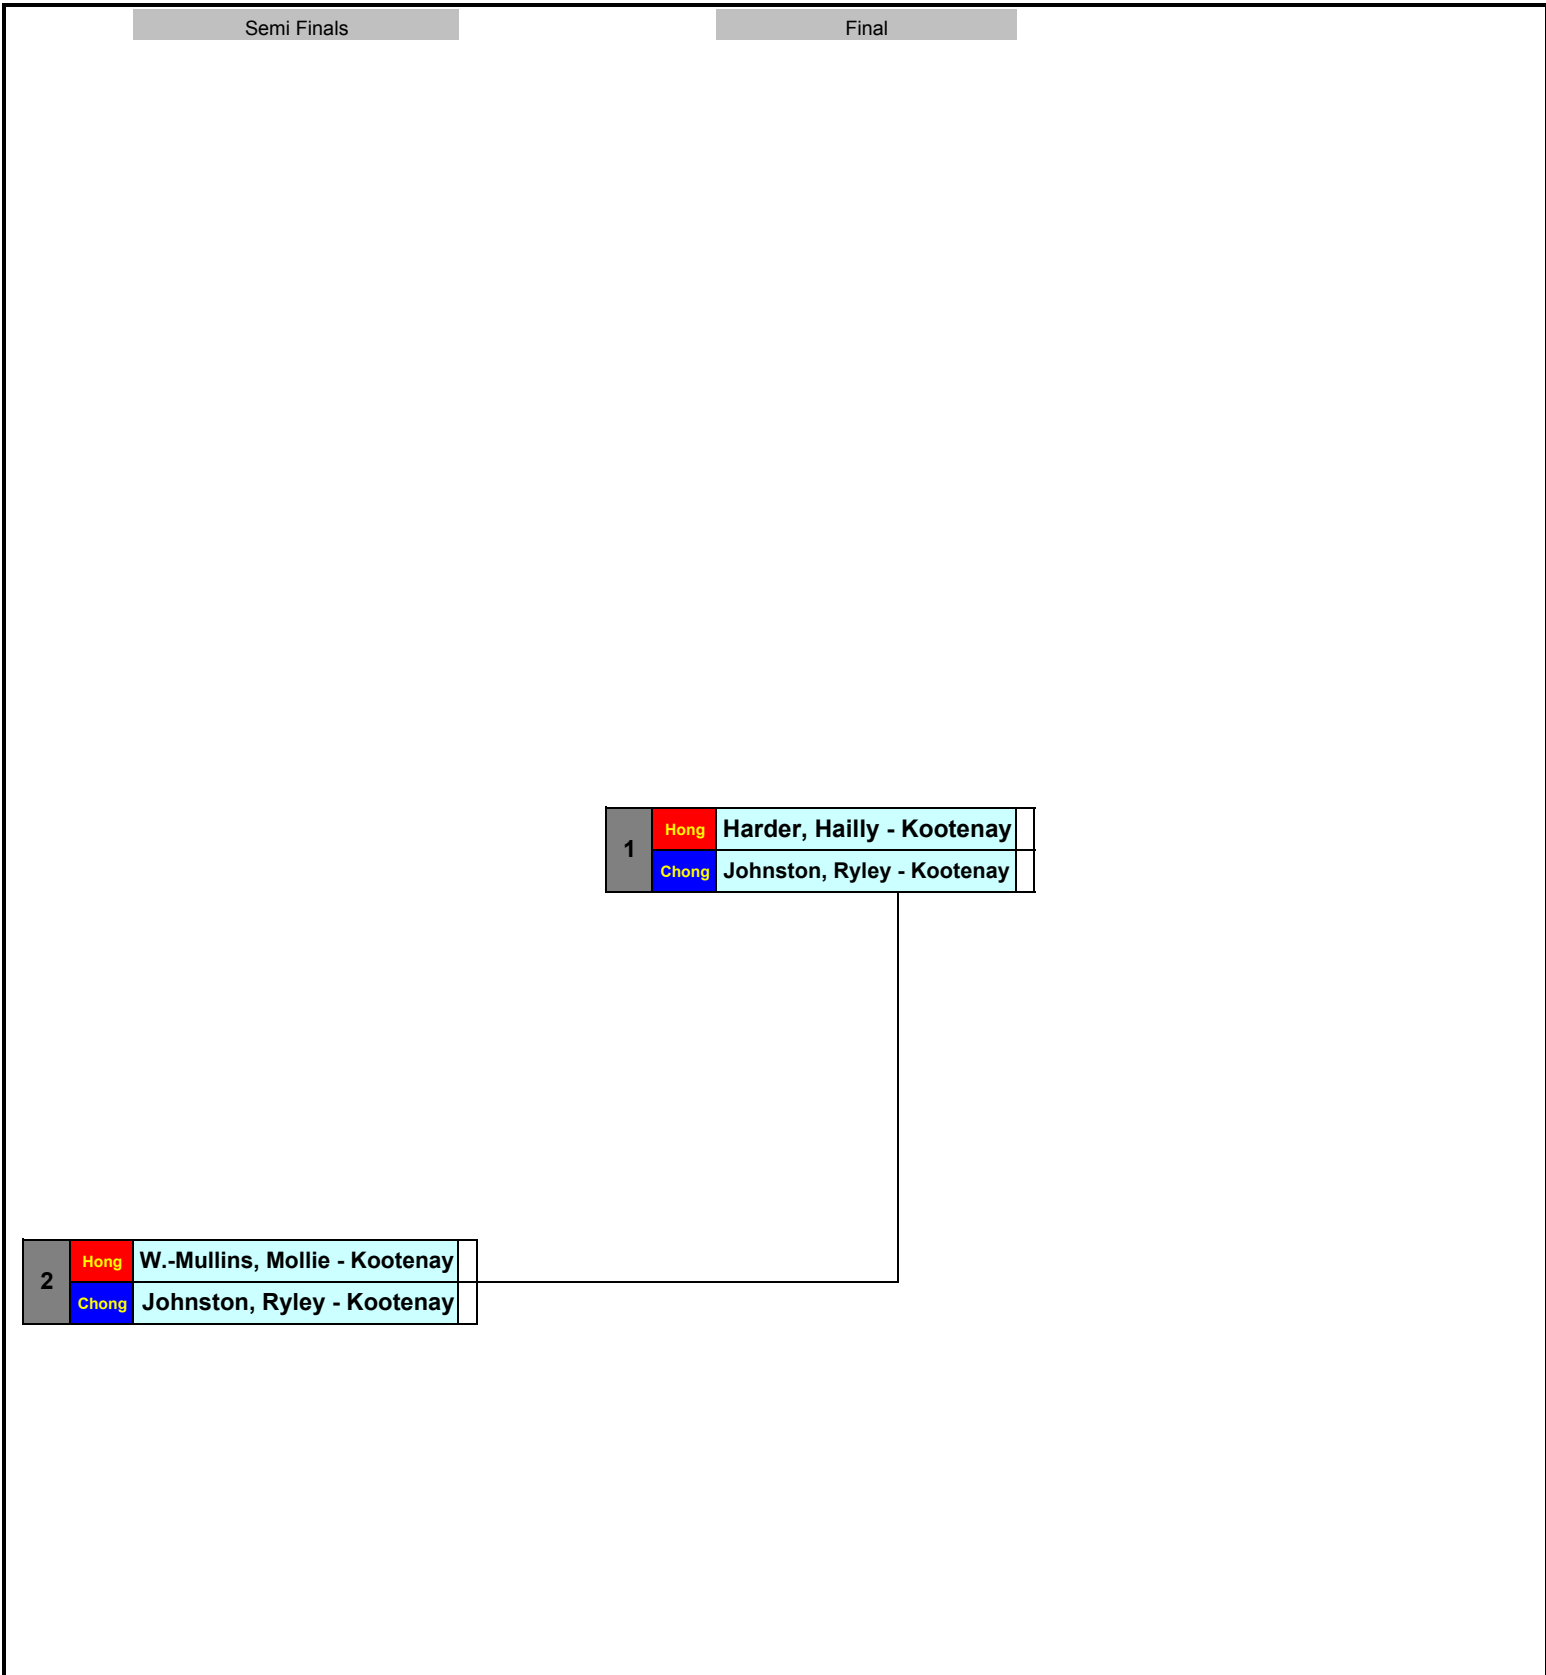 Semi Finals Final
1 Hong Harder, Hailly - Kootenay
Chong Johnston, Ryley - Kootenay
2 Hong W.-Mullins, Mollie - Kootenay
Chong Johnston, Ryley - Kootenay